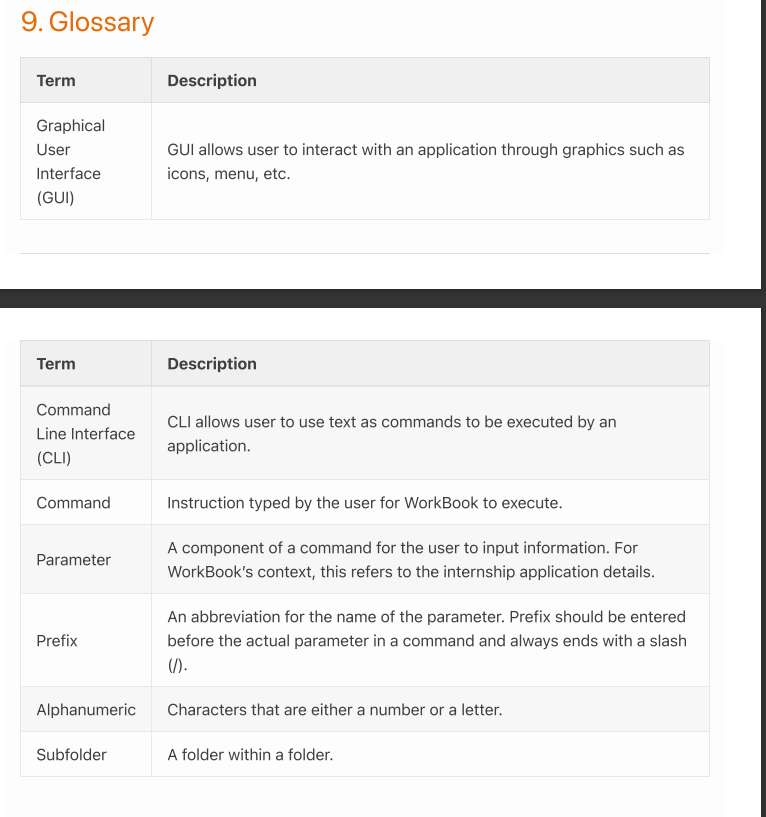 9. Glossary
Term Description
Graphical
User
Interface
(GUI)
GUI allows user to interact with an application through graphics such as
icons, menu, etc.
Term Description
Command
Line Interface
(CLI)
CLI allows user to use text as commands to be executed by an
application.
Command Instruction typed by the user for WorkBook to execute.
Parameter
A component of a command for the user to input information. For
WorkBook’s context, this refers to the internship application details.
Prefix
An abbreviation for the name of the parameter. Prefix should be entered
before the actual parameter in a command and always ends with a slash
(/).
Alphanumeric Characters that are either a number or a letter.
Subfolder A folder within a folder.